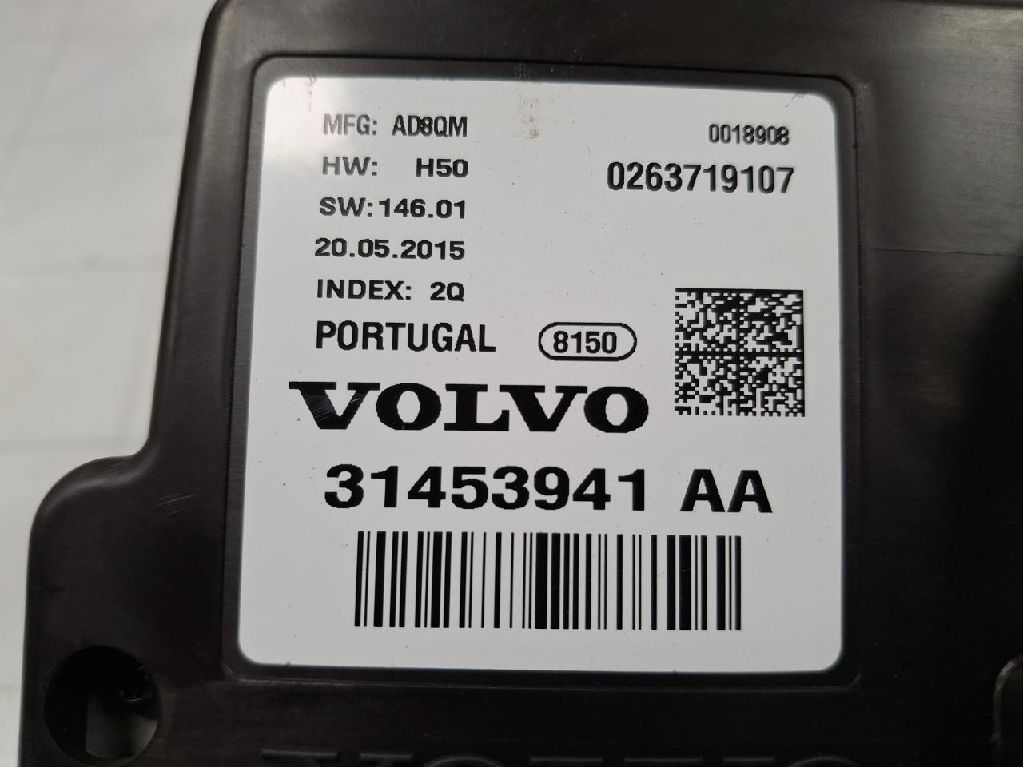 MFG: AD8QM
0018908
HW: H50
0263719107
SW:146.01
20.05.2015
INDEX: 2Q
PORTUGAL 8150
VOLVO
31453941 AA